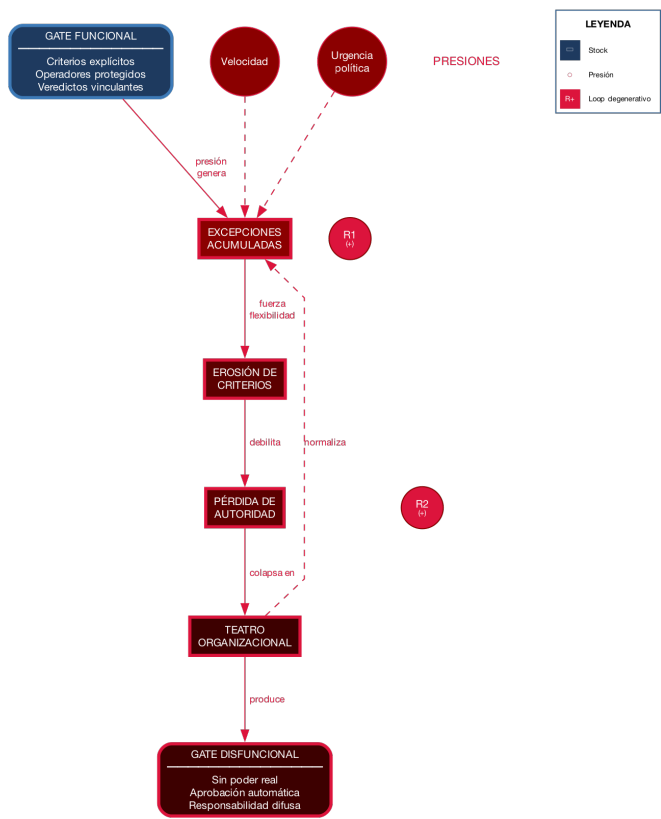 GATE FUNCIONAL
Criterios explícitos
Operadores protegidos
Veredictos vinculantes
Velocidad
Urgencia
política
PRESIONES
LEYENDA
Stock
Presión
R+
Loop degenerativo
presión
genera
EXCEPCIONES
ACUMULADAS
R1
(+)
fuerza
flexibilidad
EROSIÓN DE
CRITERIOS
debilita
normaliza
PÉRDIDA DE
AUTORIDAD
R2
(+)
colapsa en
TEATRO
ORGANIZACIONAL
produce
GATE DISFUNCIONAL
Sin poder real
Aprobación automática
Responsabilidad difusa